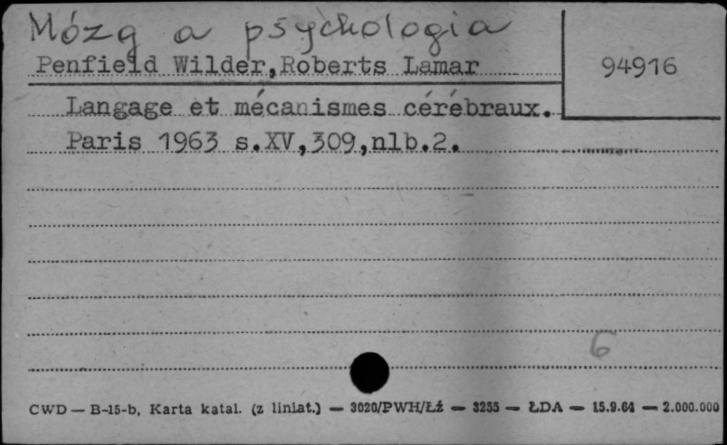 Mózg a psychologia
Penfield Wilder, Roberts Lamar
94916
Langage et mécanismes cérébraux.
Paris 1963 s.XV,309,nlb.2.
6
CWD — B-15-b, Karta katal. (z liniat.) — 3020/PWH/Łź — 3255 — ŁDA — 15.9.64 — 2.000.000